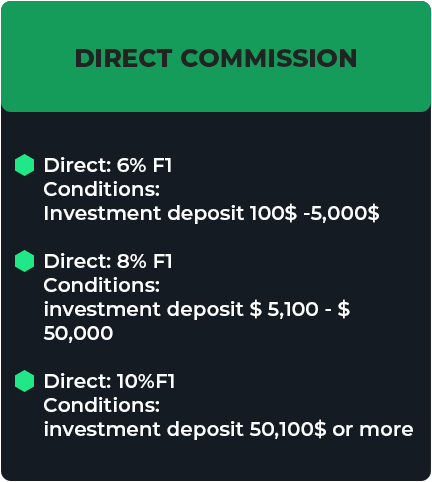 DIRECT COMMISSION
Direct: 6% F1
Conditions:
Investment deposit 100$ -5,000$
Direct: 8% F1
Conditions:
investment deposit $ 5,100 - $
50,000
Direct: 10%F1
Conditions:
investment deposit 50,100$ or more